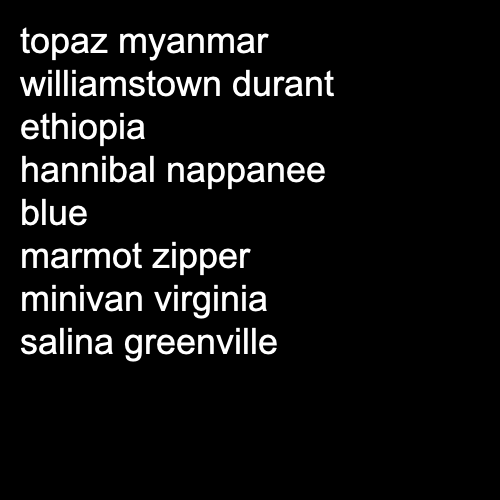 topaz myanmar
williamstown durant
ethiopia
hannibal nappanee
blue
marmot zipper
minivan virginia
salina greenville